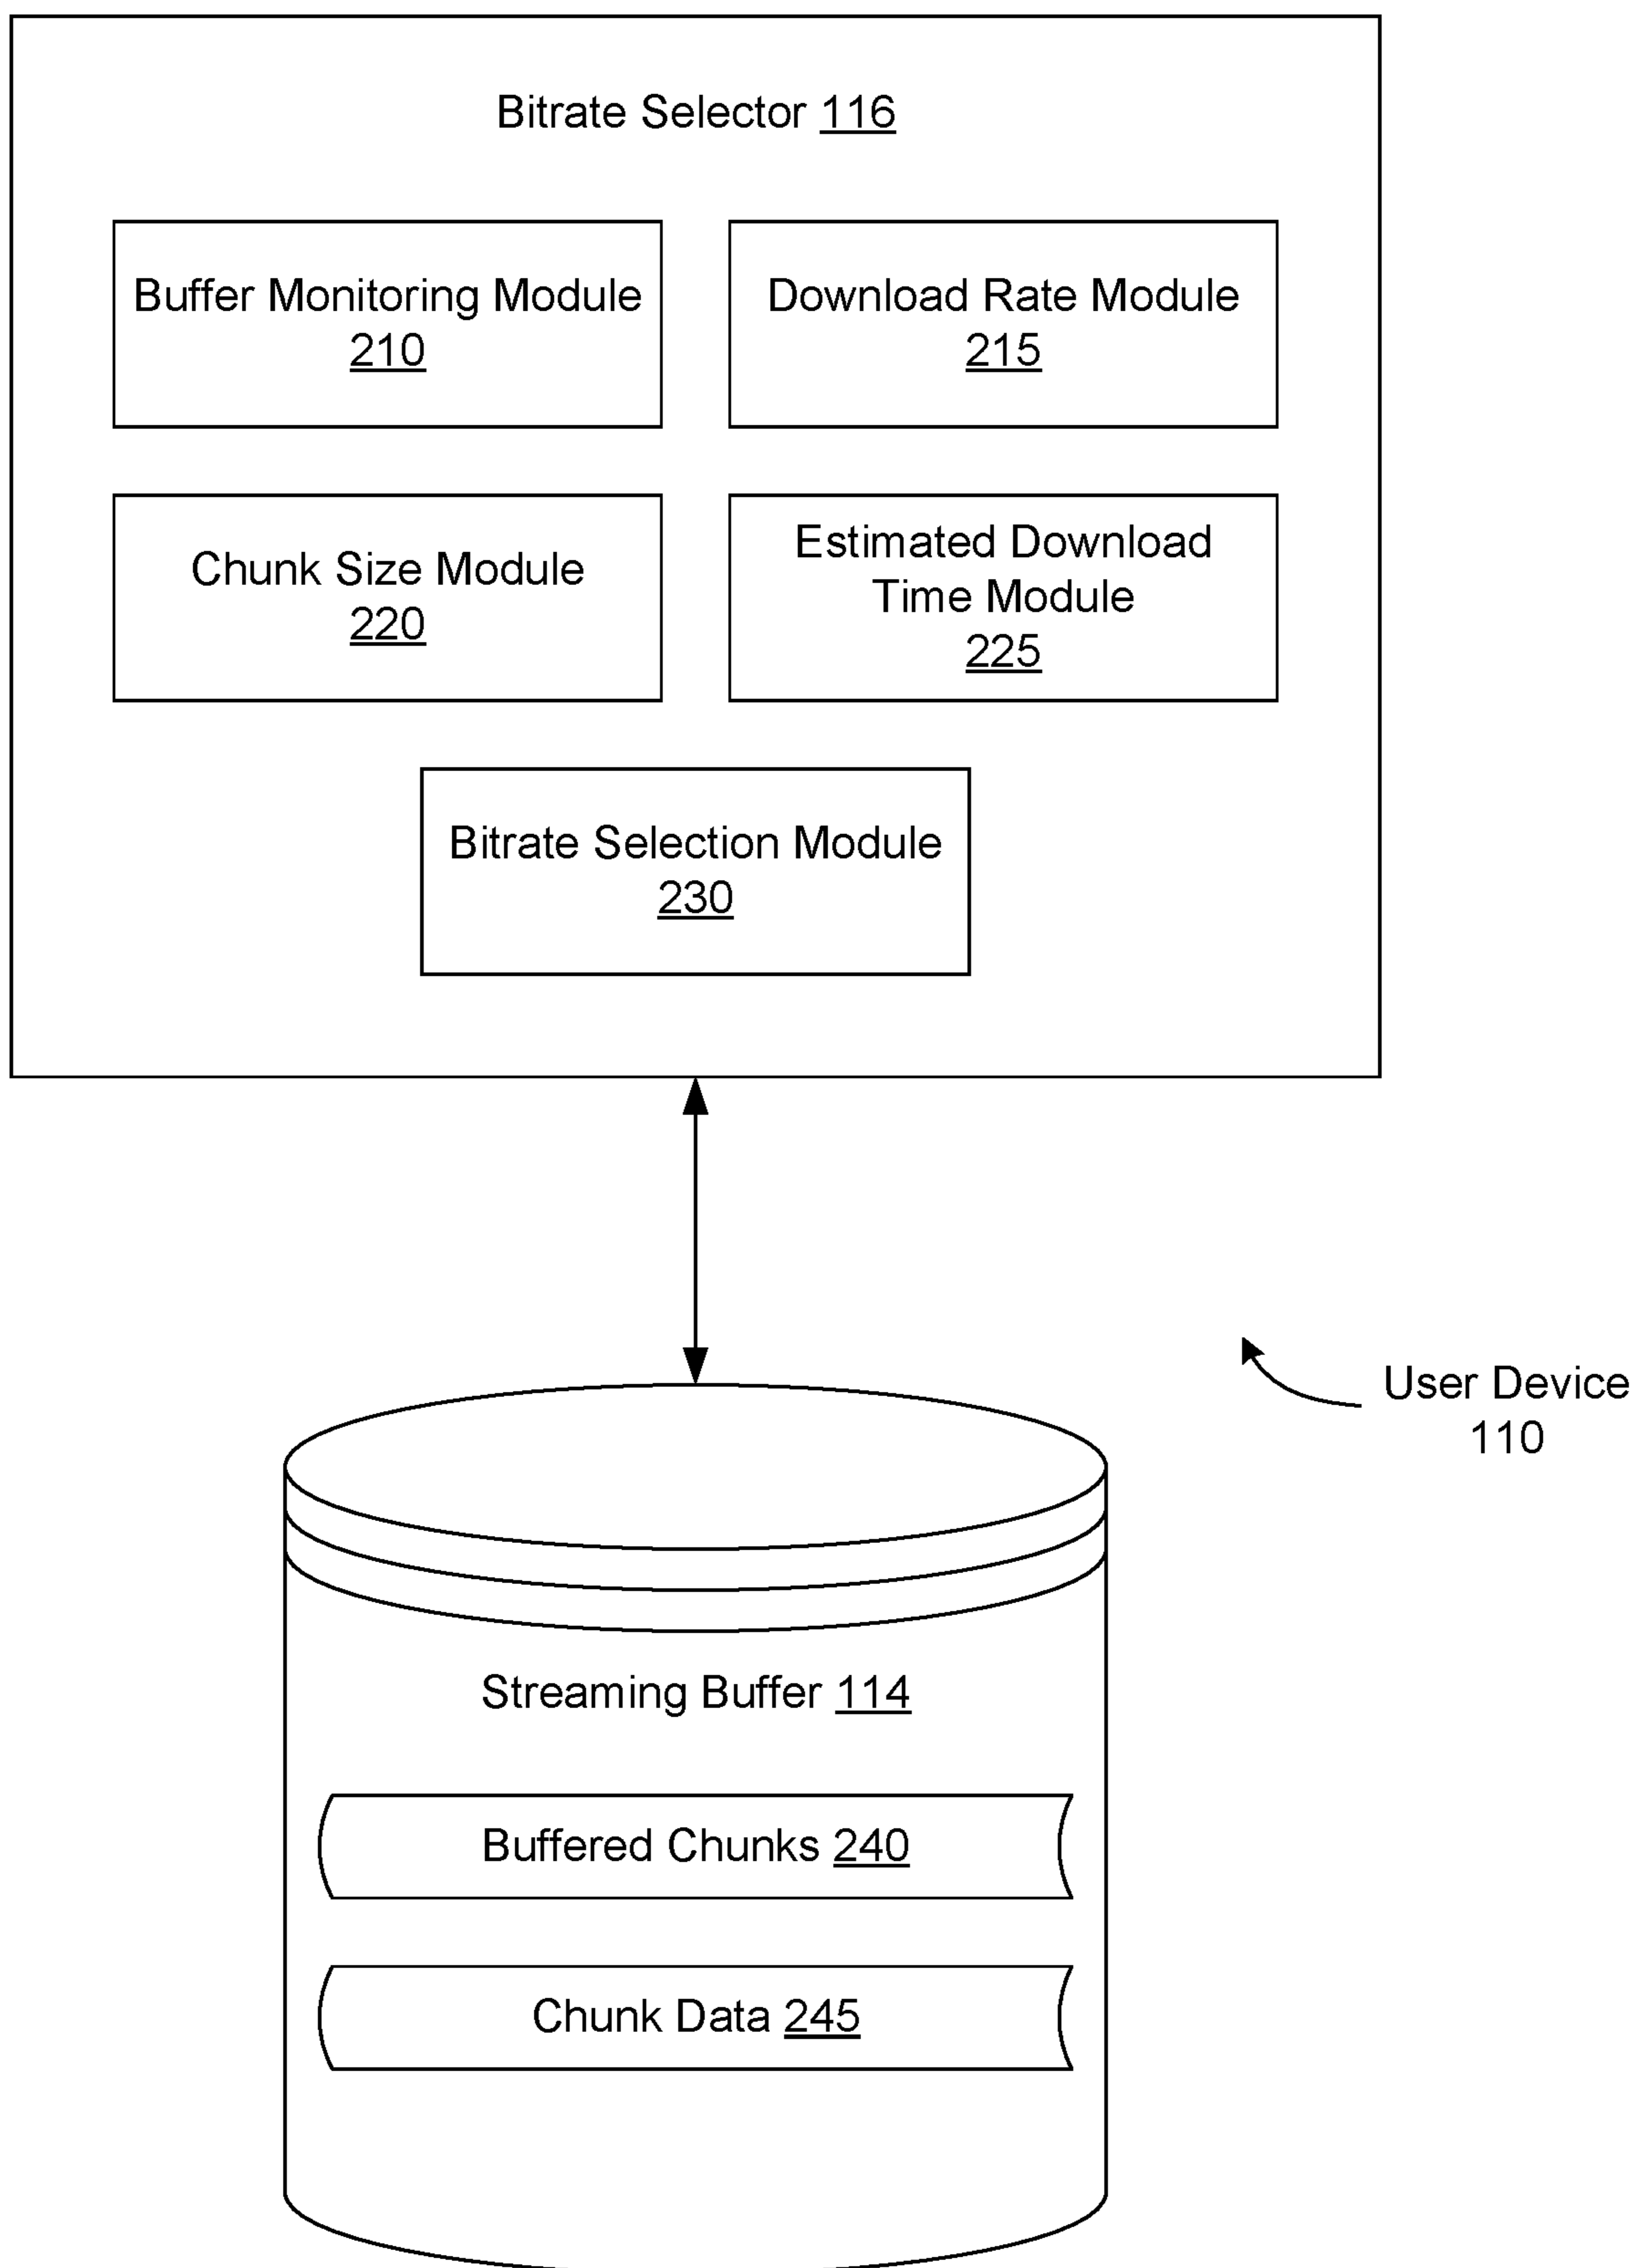 Bitrate Selector 116
Buffer Monitoring Module
210
Download Rate Module
215
Chunk Size Module
220
Estimated Download
Time Module
225
Bitrate Selection Module
230
User Device
110
Streaming Buffer 114
Buffered Chunks 240
Chunk Data 245